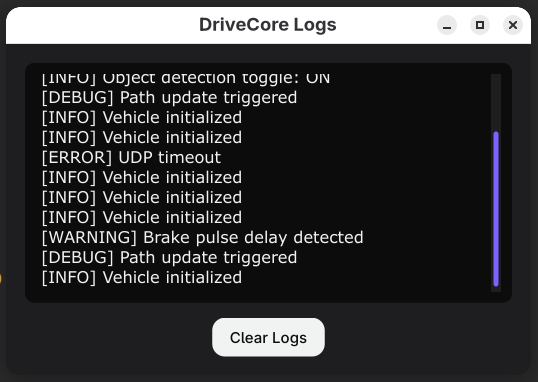 DriveCore Logs
[INFO] Object detection toggle: ON
[DEBUG] Path update triggered
[INFO] Vehicle initialized
[INFO] Vehicle initialized
[ERROR] UDP timeout
[INFO] Vehicle initialized
[INFO] Vehicle initialized
[INFO] Vehicle initialized
[WARNING] Brake pulse delay detected
[DEBUG] Path update triggered
[INFO] Vehicle initialized
Clear Logs